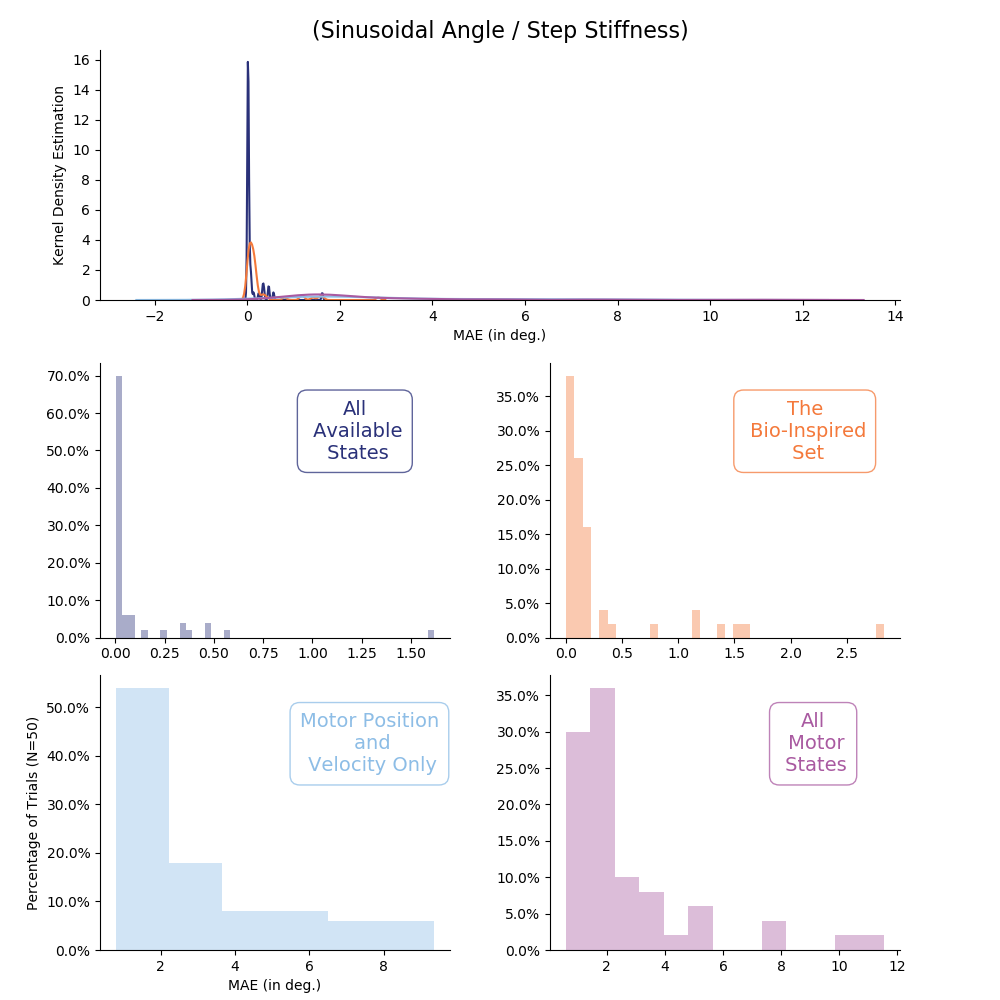 (Sinusoidal Angle / Step Stiffness)
Kernel Density Estimation
16
14
12
10
8
6
4
2
0
−2 0 2 4 6 8 10 12 14
MAE (in deg.)
70.0%
60.0%
50.0%
40.0%
30.0%
20.0%
10.0%
0.0%
0.00 0.25 0.50 0.75 1.00 1.25 1.50
All
Available
States
35.0%
30.0%
25.0%
20.0%
15.0%
10.0%
5.0%
0.0%
0.0 0.5 1.0 1.5 2.0 2.5
The
Bio-Inspired
Set
Percentage of Trials (N=50)
50.0%
40.0%
30.0%
20.0%
10.0%
0.0%
2 4 6 8
MAE (in deg.)
Motor Position
and
Velocity Only
35.0%
30.0%
25.0%
20.0%
15.0%
10.0%
5.0%
0.0%
2 4 6 8 10 12
All
Motor
States